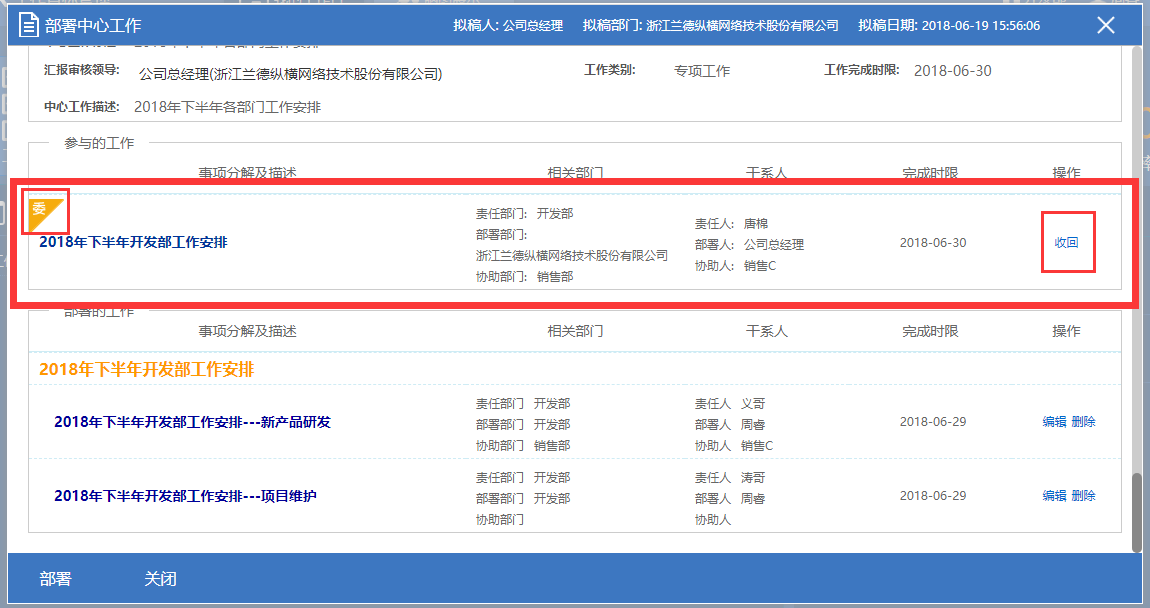 部署中心工作 拟稿人: 公司总经理 拟稿部门: 浙江兰德纵横网络技术股份有限公司 拟稿日期: 2018-06-19 15:56:06
汇报审核领导: 公司总经理(浙江兰德纵横网络技术股份有限公司) 工作类别: 专项工作 工作完成时限: 2018-06-30
中心工作描述: 2018年下半年各部门工作安排
参与的工作
事项分解及描述 相关部门 干系人 完成时限 操作
委
2018年下半年开发部工作安排
责任部门: 开发部
部署部门:
浙江兰德纵横网络技术股份有限公司
协助部门: 销售部
责任人: 唐棉
部署人: 公司总经理
协助人: 销售C
2018-06-30
收回
部署的工作
事项分解及描述 相关部门 干系人 完成时限 操作
2018年下半年开发部工作安排
2018年下半年开发部工作安排---新产品研发
责任部门 开发部
部署部门 开发部
协助部门 销售部
责任人 义哥
部署人 周睿
协助人 销售C
2018-06-29
编辑 删除
2018年下半年开发部工作安排---项目维护
责任部门 开发部
部署部门 开发部
协助部门
责任人 涛哥
部署人 周睿
协助人
2018-06-29
编辑 删除
部署 关闭